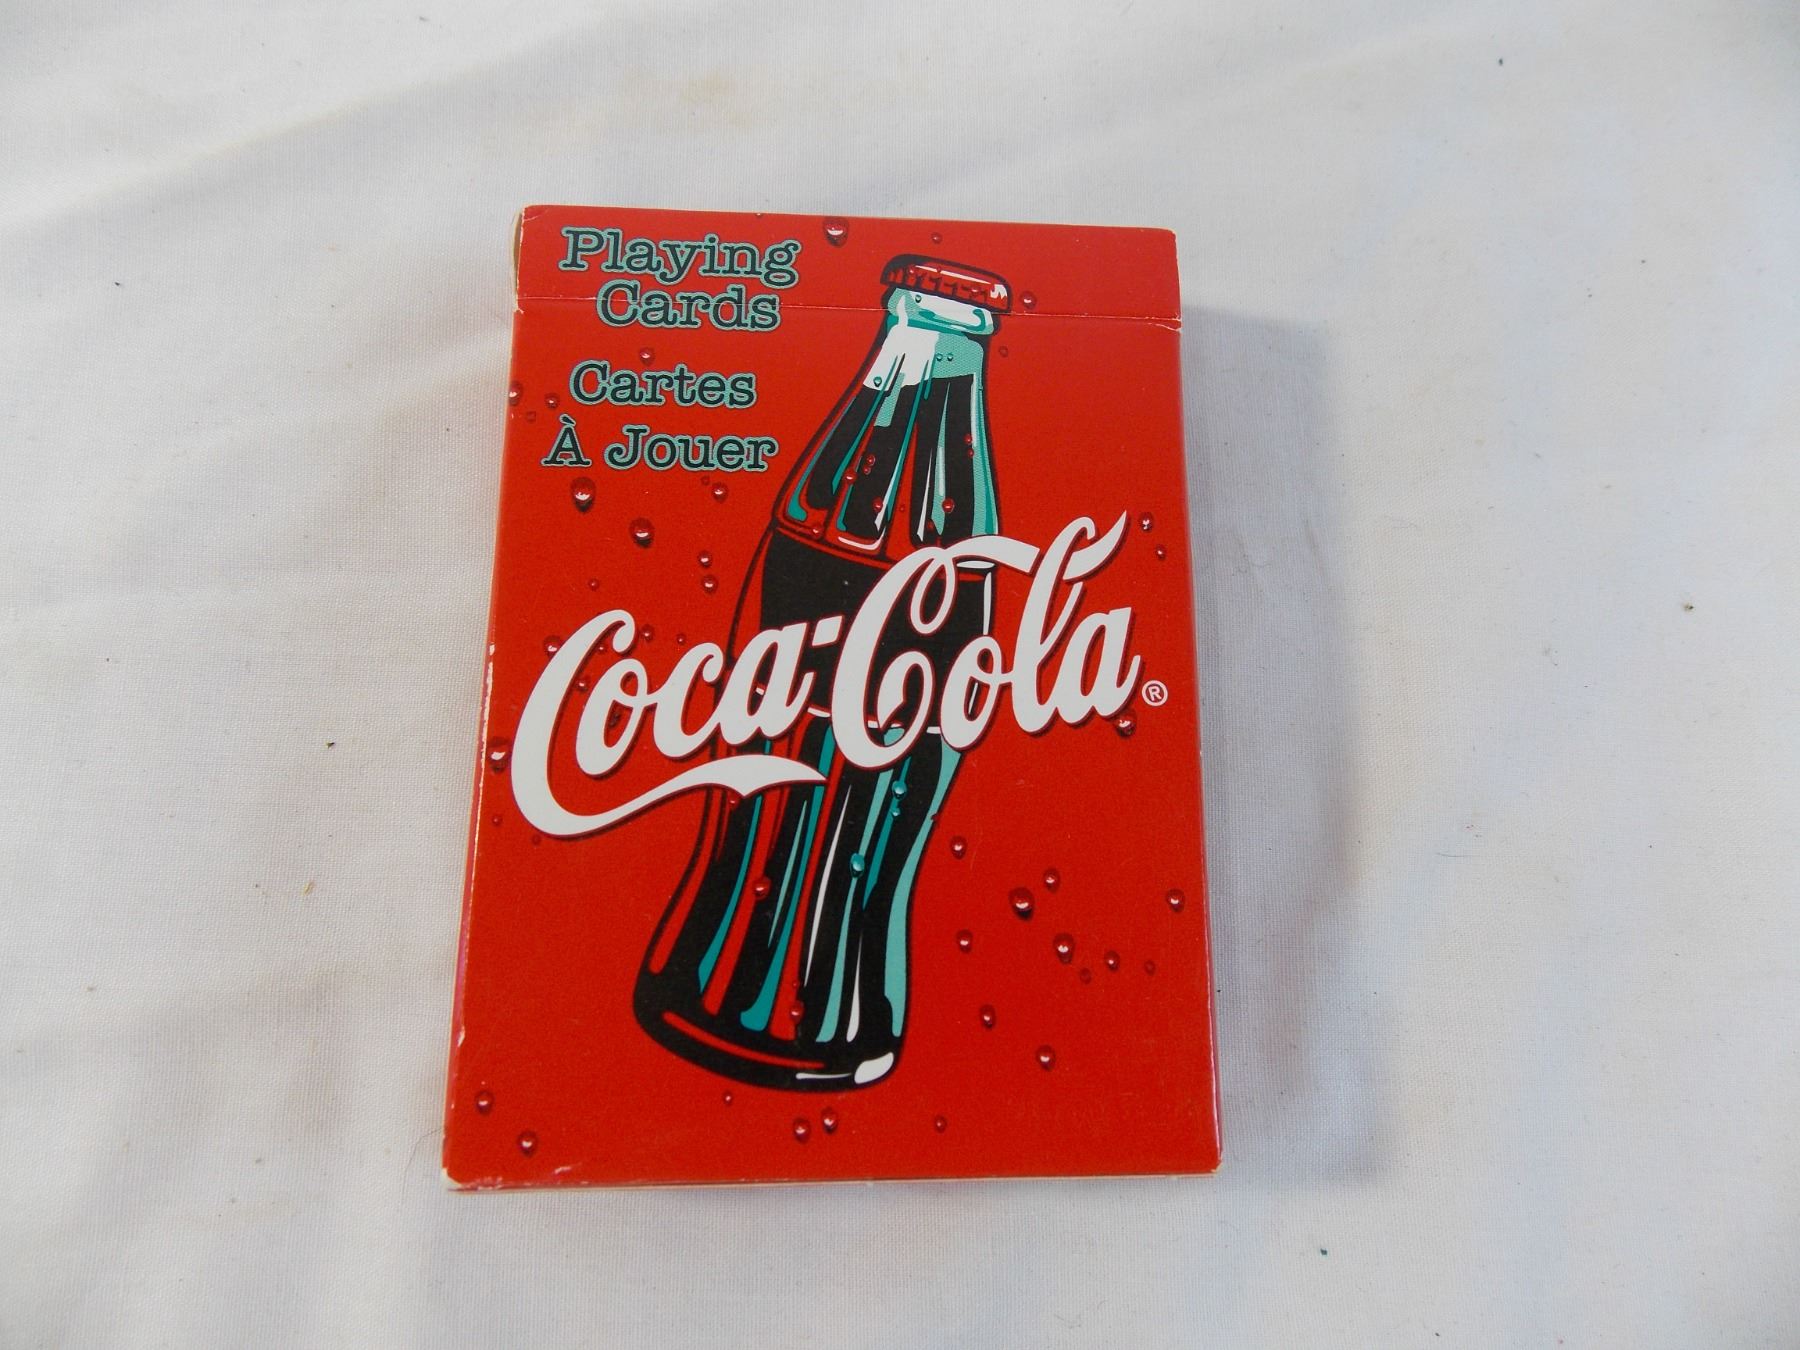 Playing
Cards
Cartes
À Jouer
Coca-Cola®